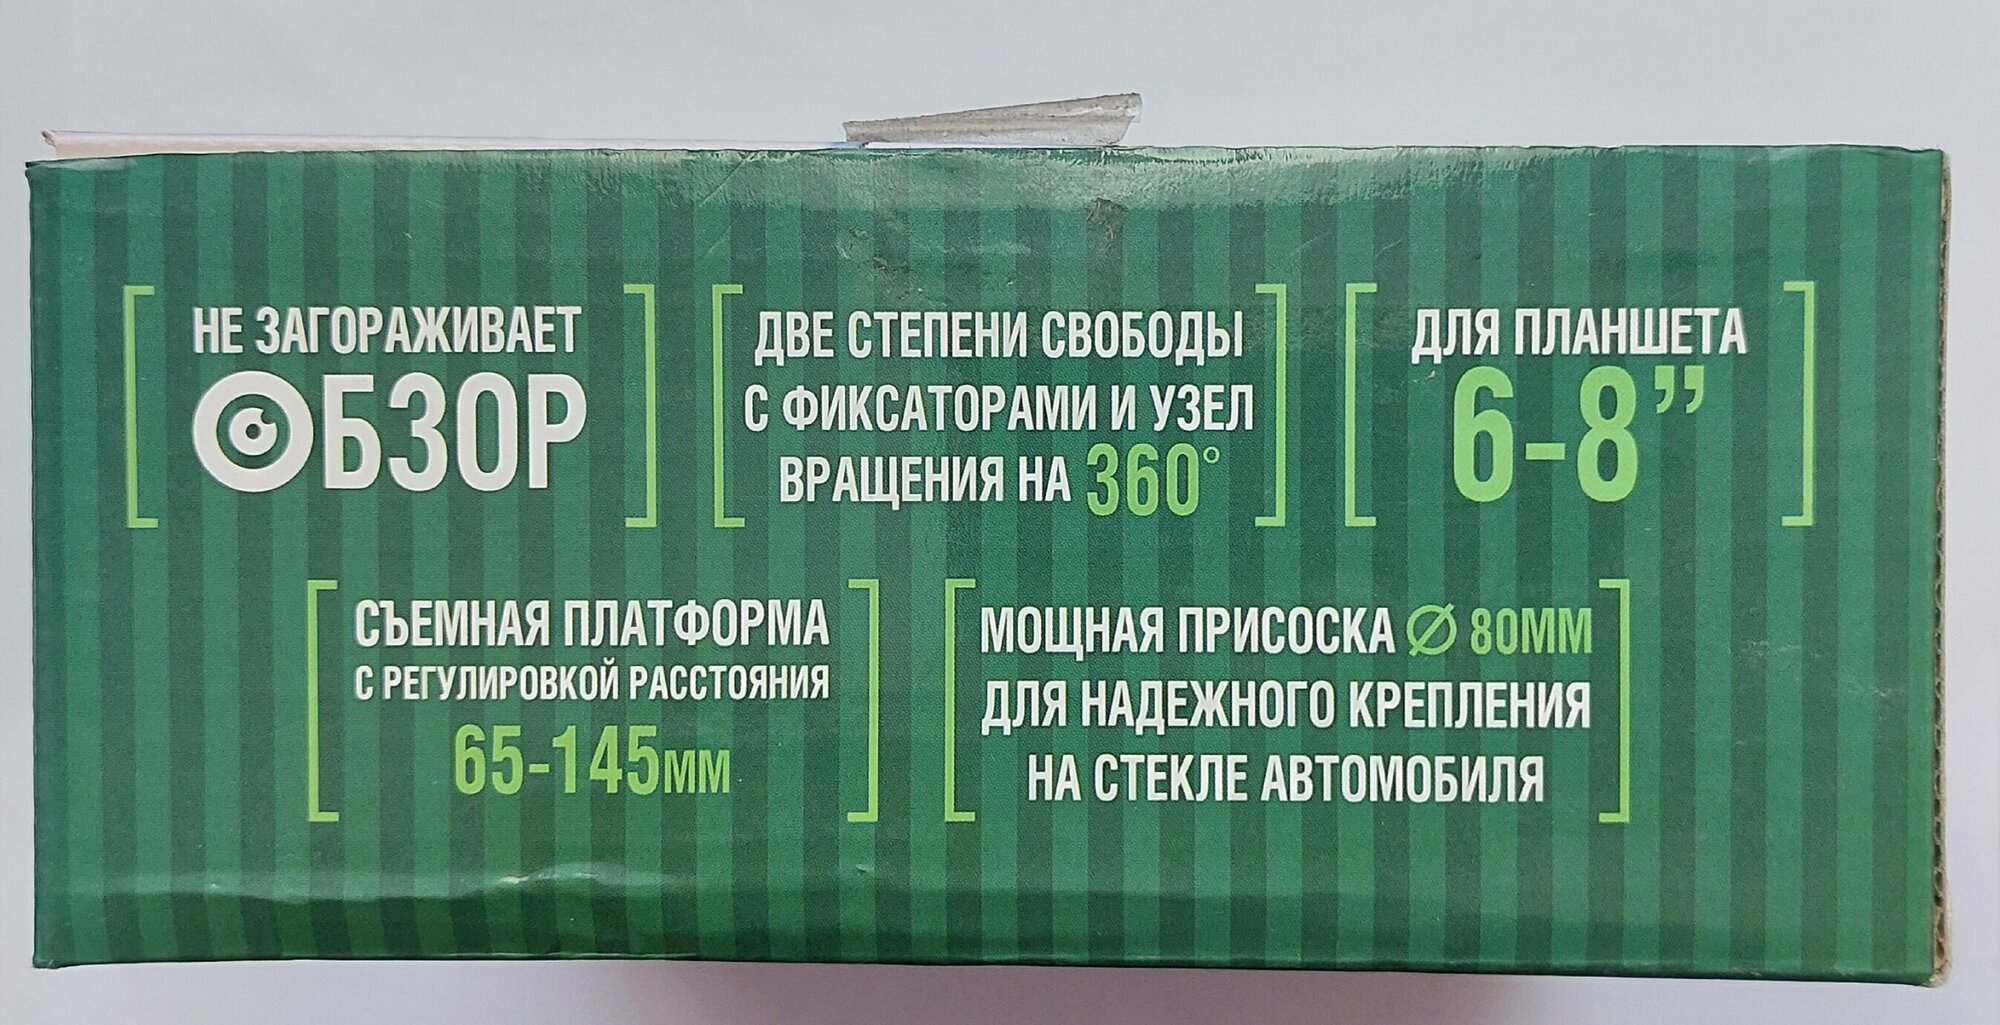 НЕ ЗАГОРАЖИВАЕТ
ОБЗОР
ДВЕ СТЕПЕНИ СВОБОДЫ
С ФИКСАТОРАМИ И УЗЕЛ
ВРАЩЕНИЯ НА 360°
ДЛЯ ПЛАНШЕТА
6-8”
СЪЕМНАЯ ПЛАТФОРМА
С РЕГУЛИРОВКОЙ РАССТОЯНИЯ
65-145ММ
МОЩНАЯ ПРИСОСКА Ø 80ММ
ДЛЯ НАДЕЖНОГО КРЕПЛЕНИЯ
НА СТЕКЛЕ АВТОМОБИЛЯ